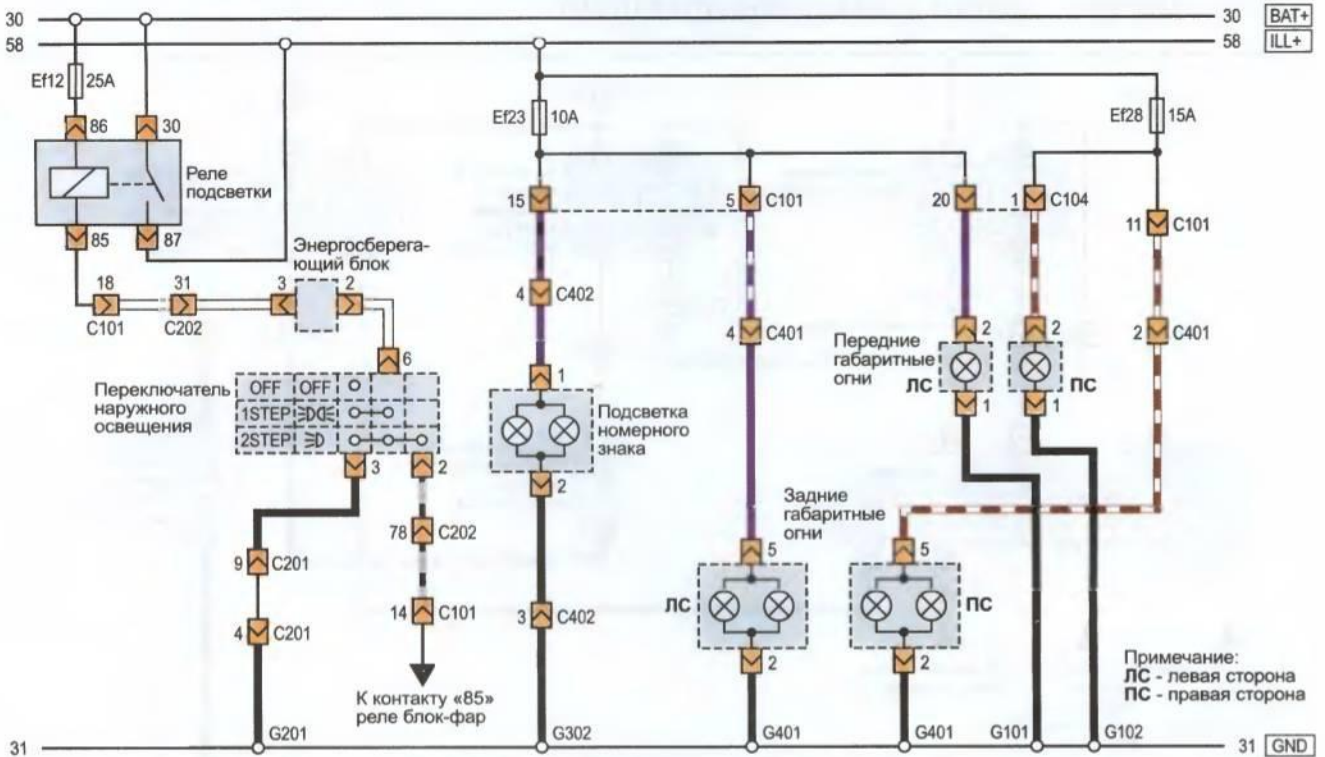 30
30 BAT+
58
58 ILL+
Ef12 25A
Ef23 10A
Ef28 15A
86 30
Реле
подсветки
85 87
15
5 C101
20
1 C104
11 C101
Энергосберега-
ющий блок
18
31
3
2
C101
C202
4 C402
4 C401
2
2
2 C401
Передние
габаритные
огни
ЛС
ПС
1
1
6
Переключатель
наружного
освещения
OFF OFF
1STEP
2STEP
3
2
1
Подсветка
номерного
знака
2
78 C202
9 C201
14 C101
4 C201
3 C402
К контакту «85»
реле блок-фар
Задние
габаритные
огни
5
5
ЛС
ПС
2
2
Примечание:
ЛС - левая сторона
ПС - правая сторона
31
G201
G302
G401
G401
G101
G102
31 GND